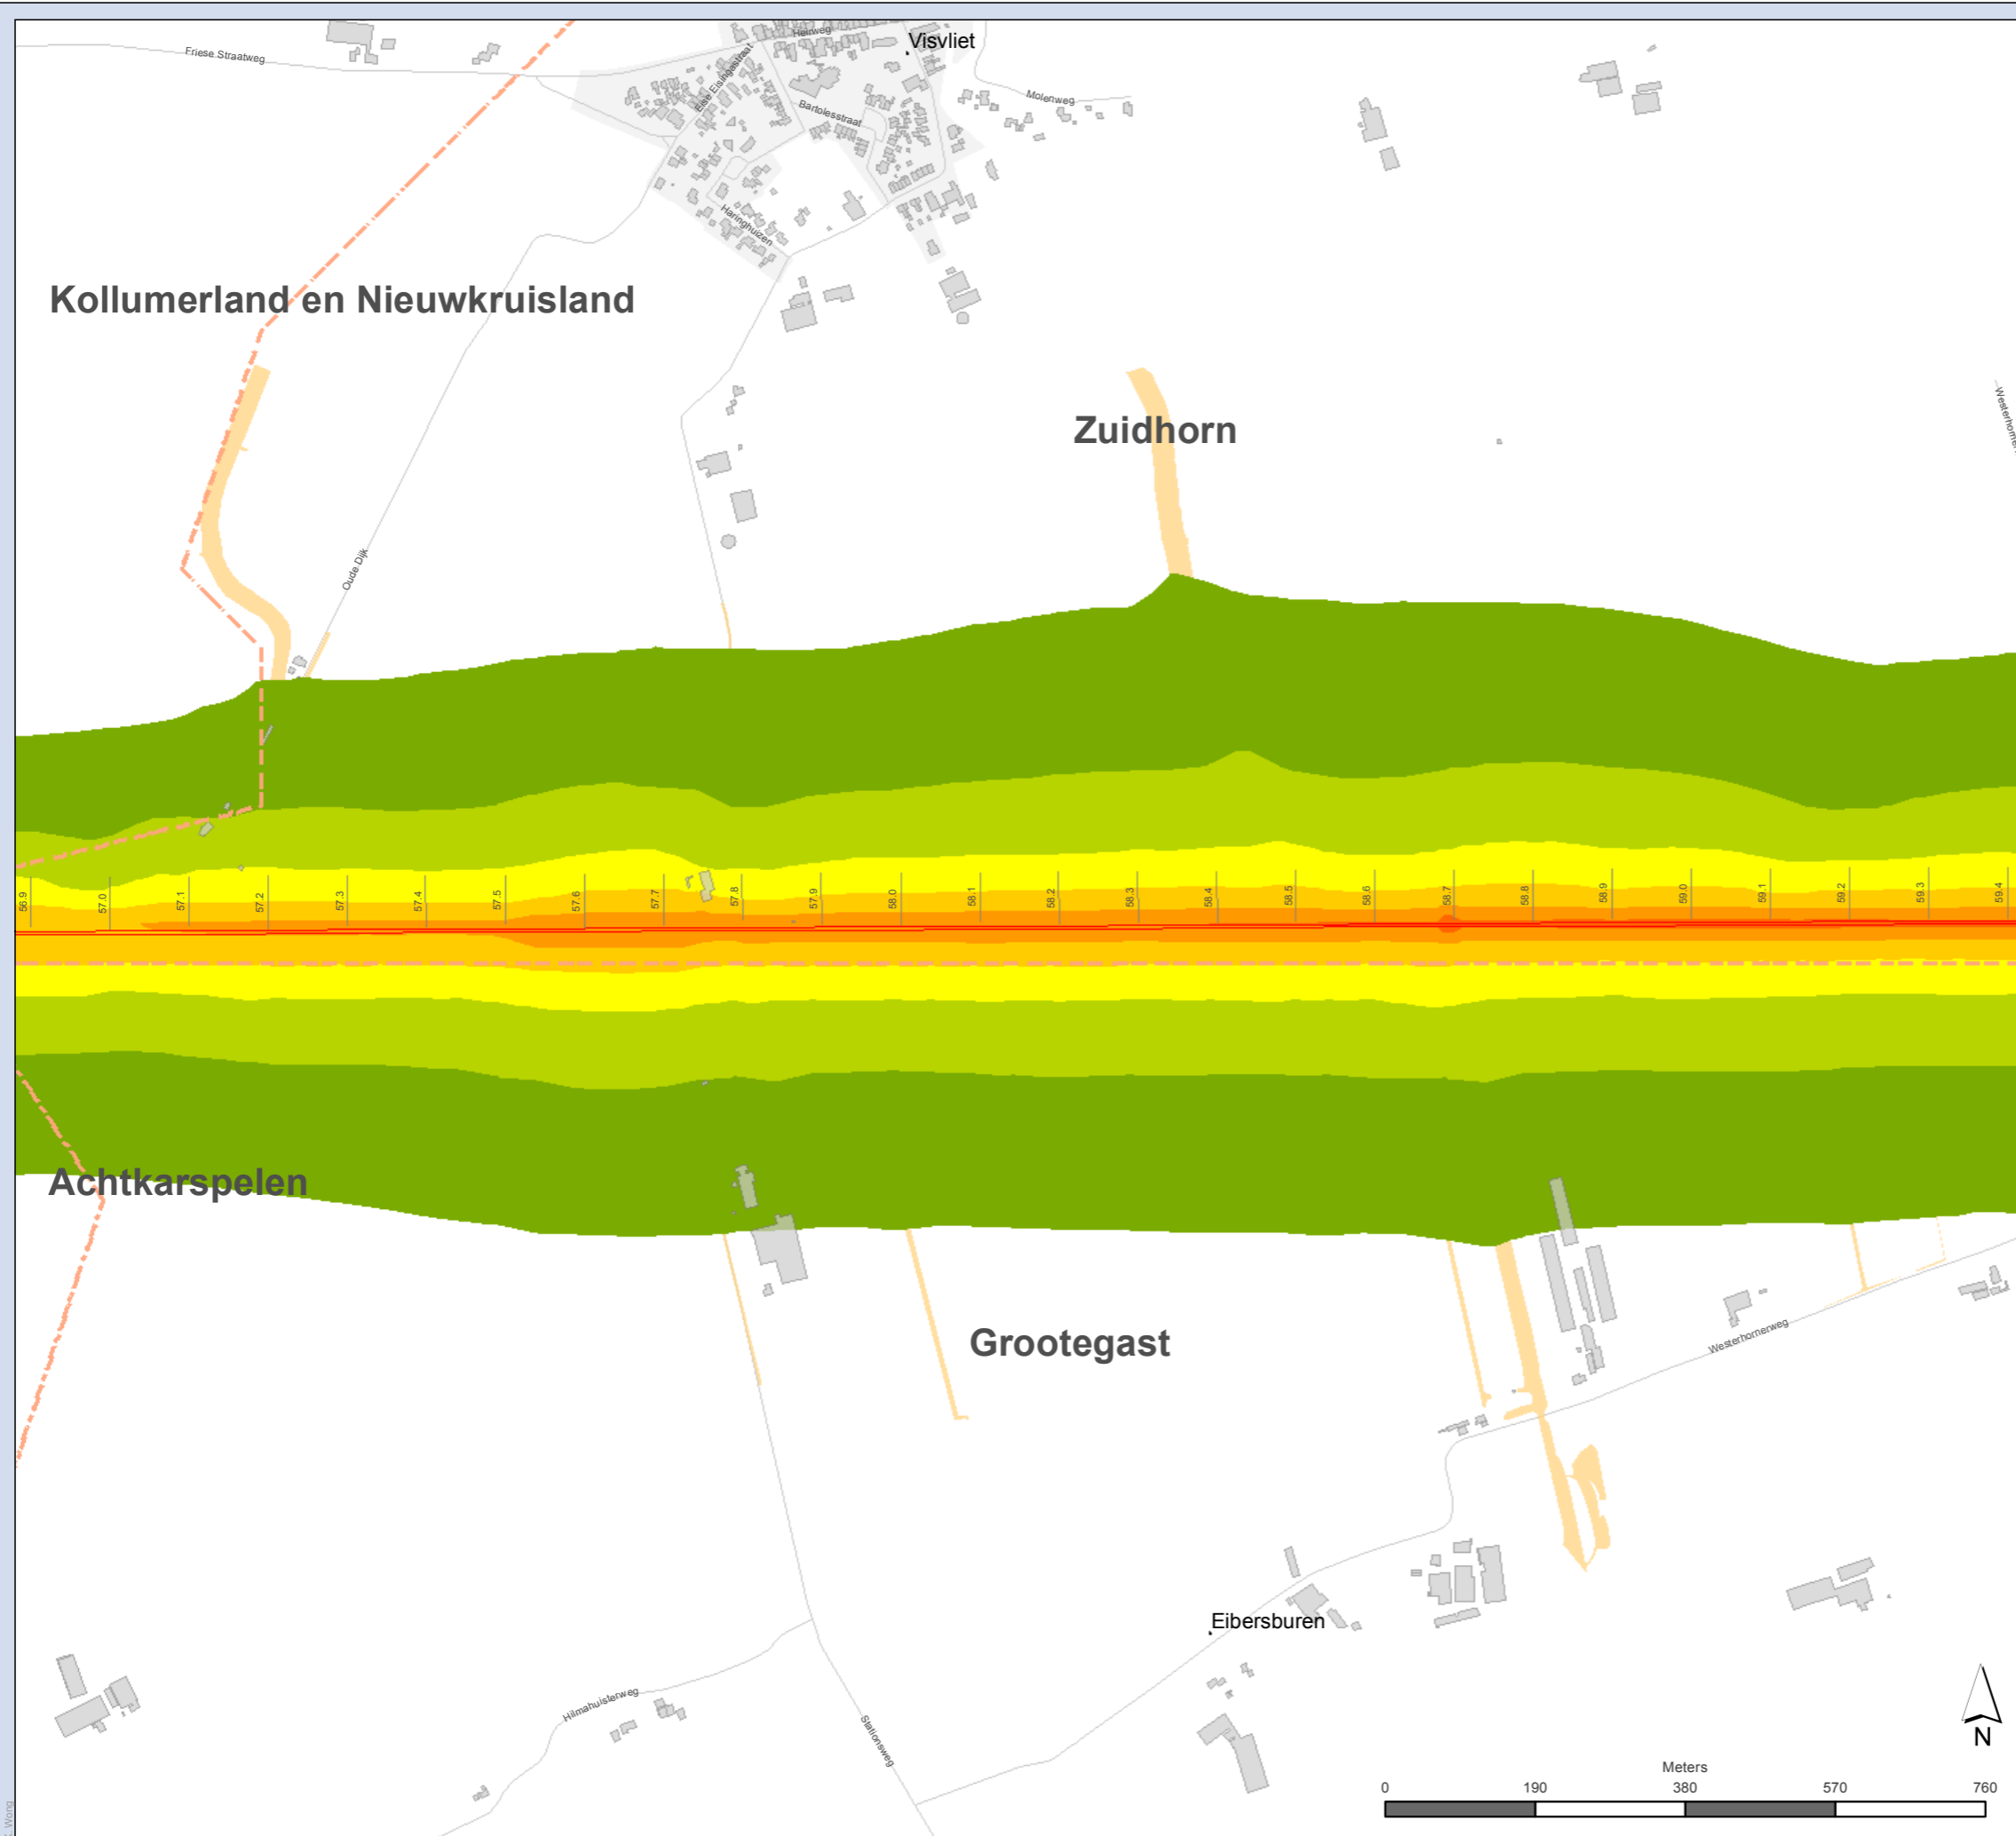 Visvliet
Heirweg
Friese Straatweg
Eise Eisingastraat
Bartolesstraat
Molenweg
Haringhuizen
Kollumerland en Nieuwkruisland
Zuidhorn
Oude Dijk
56.9
57.0
57.1
57.2
57.3
57.4
57.5
57.6
57.7
57.8
57.9
58.0
58.1
58.2
58.3
58.4
58.5
58.6
58.7
58.8
58.9
59.0
59.1
59.2
59.3
59.4
Achtkarspelen
Grootegast
Westerhornerweg
Eibersburen
Hilmahuisterweg
Stationsweg
N
Meters
0 190 380 570 760
Wong